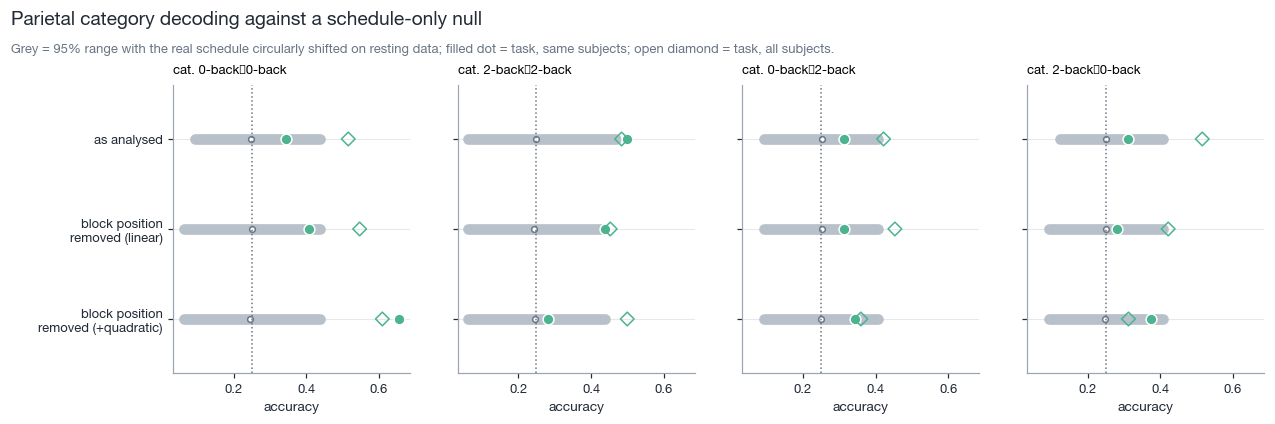 Parietal category decoding against a schedule-only null
Grey = 95% range with the real schedule circularly shifted on resting data; filled dot = task, same subjects; open diamond = task, all subjects.
cat. 0-back▯0-back
cat. 2-back▯2-back
cat. 0-back▯2-back
cat. 2-back▯0-back
as analysed
block position
removed (linear)
block position
removed (+quadratic)
0.2 0.4 0.6
0.2 0.4 0.6
0.2 0.4 0.6
0.2 0.4 0.6
accuracy
accuracy
accuracy
accuracy